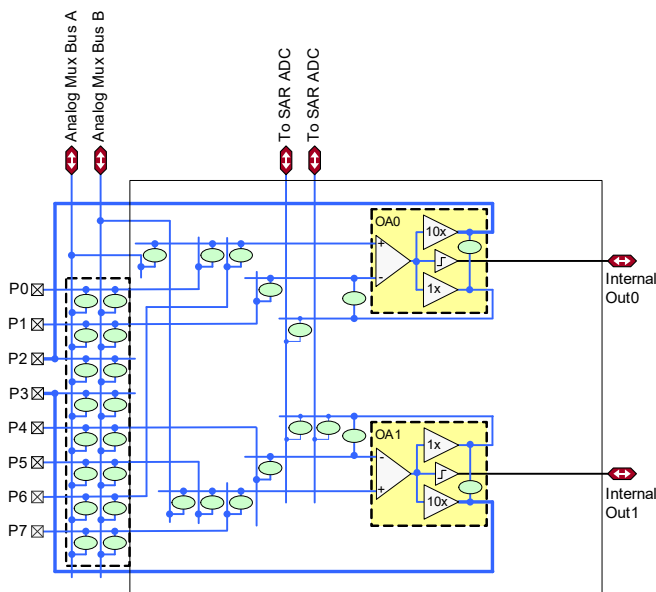 Analog Mux Bus A
Analog Mux Bus B
To SAR ADC
To SAR ADC
OA0
10x
+
-
1x
Internal
Out0
P0
P1
P2
P3
P4
P5
P6
P7
OA1
1x
-
+
10x
Internal
Out1